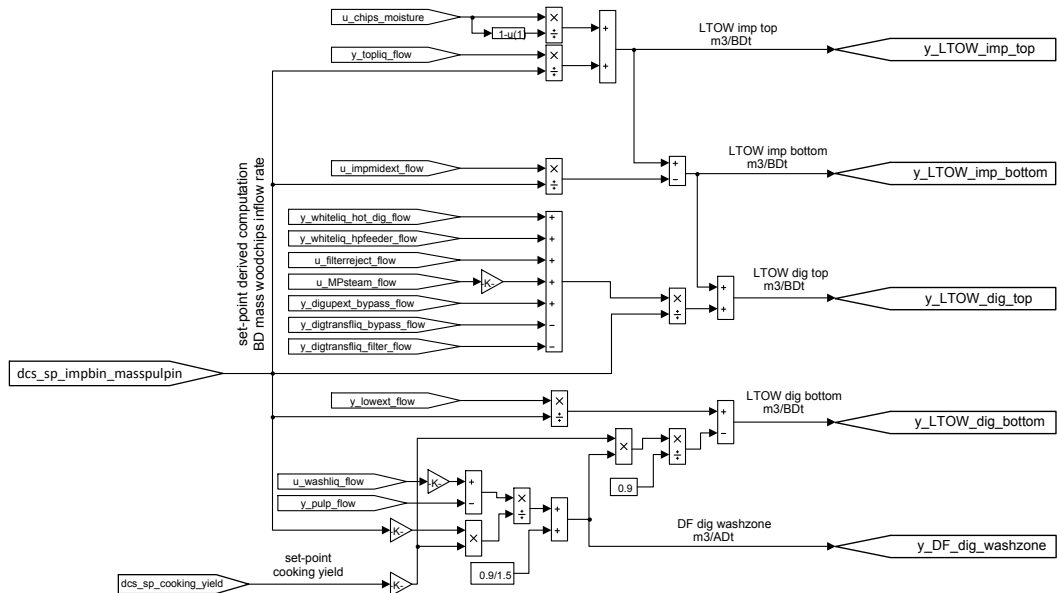 u_chips_moisture
×
÷
1-u(1)
+
+
LTOW imp top
m3/BDt
y_LTOW_imp_top
y_topliq_flow
×
÷
set-point derived computation
BD mass woodchips inflow rate
u_impmidext_flow
×
÷
+
−
LTOW imp bottom
m3/BDt
y_LTOW_imp_bottom
y_whiteliq_hot_dig_flow
+
y_whiteliq_hpfeeder_flow
+
u_filterreject_flow
+
u_MPsteam_flow
-K-
+
y_digupext_bypass_flow
+
y_digtransfliq_bypass_flow
−
y_digtransfliq_filter_flow
−
×
÷
+
+
LTOW dig top
m3/BDt
y_LTOW_dig_top
dcs_sp_impbin_masspulpin
y_lowext_flow
×
÷
+
−
LTOW dig bottom
m3/BDt
y_LTOW_dig_bottom
×
×
÷
0.9
u_washliq_flow
-K-
+
−
y_pulp_flow
×
÷
-K-
×
+
+
0.9/1.5
DF dig washzone
m3/ADt
y_DF_dig_washzone
set-point
cooking yield
dcs_sp_cooking_yield
-K-